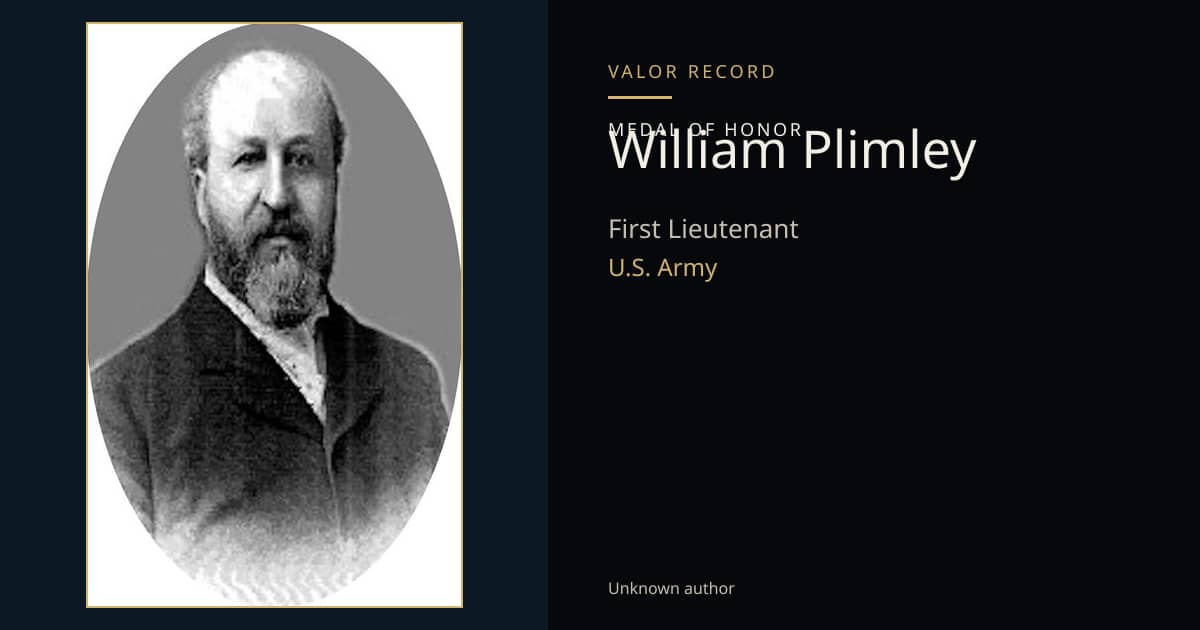 VALOR RECORD
MEDAL OF HONOR
William Plimley
First Lieutenant
U.S. Army
Unknown author